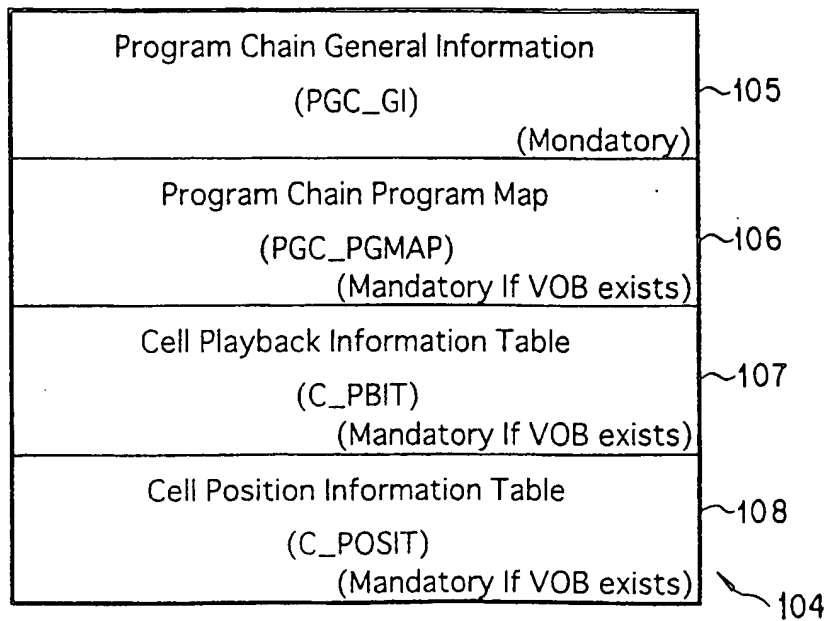 Program Chain General Information
(PGC_GI)
(Mondatory)
105
Program Chain Program Map
(PGC_PGMAP)
(Mandatory If VOB exists)
106
Cell Playback Information Table
(C_PBIT)
(Mandatory If VOB exists)
107
Cell Position Information Table
(C_POSIT)
(Mandatory If VOB exists)
108
104